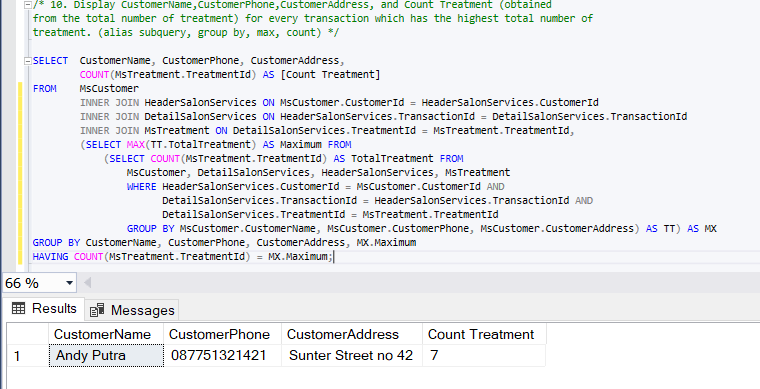 /* 10. Display CustomerName,CustomerPhone,CustomerAddress, and Count Treatment (obtained
from the total number of treatment) for every transaction which has the highest total number of
treatment. (alias subquery, group by, max, count) */
SELECT CustomerName, CustomerPhone, CustomerAddress,
COUNT(MsTreatment.TreatmentId) AS [Count Treatment]
FROM MsCustomer
INNER JOIN HeaderSalonServices ON MsCustomer.CustomerId = HeaderSalonServices.CustomerId
INNER JOIN DetailSalonServices ON HeaderSalonServices.TransactionId = DetailSalonServices.TransactionId
INNER JOIN MsTreatment ON DetailSalonServices.TreatmentId = MsTreatment.TreatmentId,
(SELECT MAX(TT.TotalTreatment) AS Maximum FROM
(SELECT COUNT(MsTreatment.TreatmentId) AS TotalTreatment FROM
MsCustomer, DetailSalonServices, HeaderSalonServices, MsTreatment
WHERE HeaderSalonServices.CustomerId = MsCustomer.CustomerId AND
DetailSalonServices.TransactionId = HeaderSalonServices.TransactionId AND
DetailSalonServices.TreatmentId = MsTreatment.TreatmentId
GROUP BY MsCustomer.CustomerName, MsCustomer.CustomerPhone, MsCustomer.CustomerAddress) AS TT) AS MX
GROUP BY CustomerName, CustomerPhone, CustomerAddress, MX.Maximum
HAVING COUNT(MsTreatment.TreatmentId) = MX.Maximum;
66 %
Results Messages
CustomerName CustomerPhone CustomerAddress Count Treatment
1 Andy Putra 087751321421 Sunter Street no 42 7